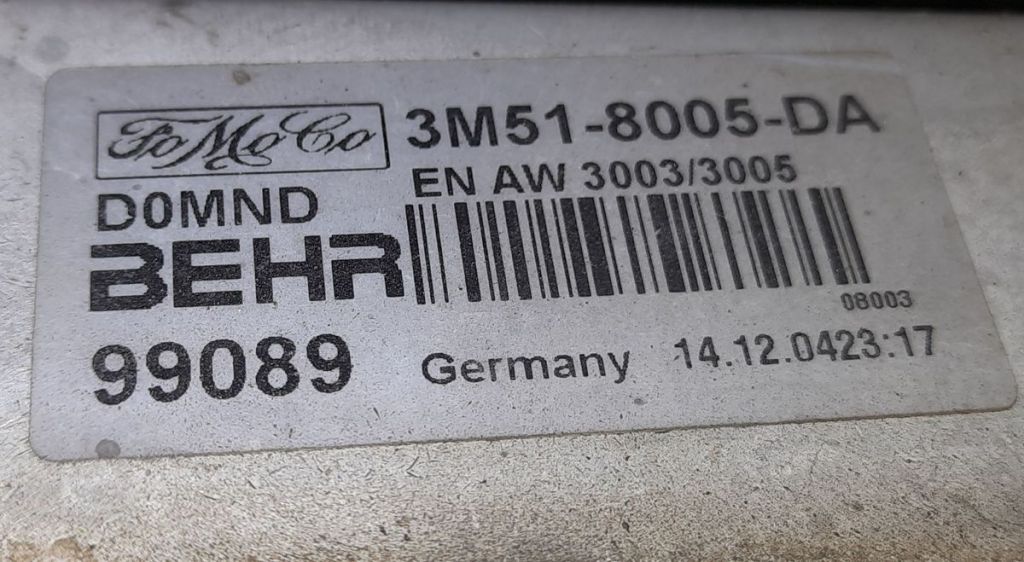 FoMoCo 3M51-8005-DA
EN AW 3003/3005
D0MND
BEHR
08003
99089 Germany 14.12.0423:17